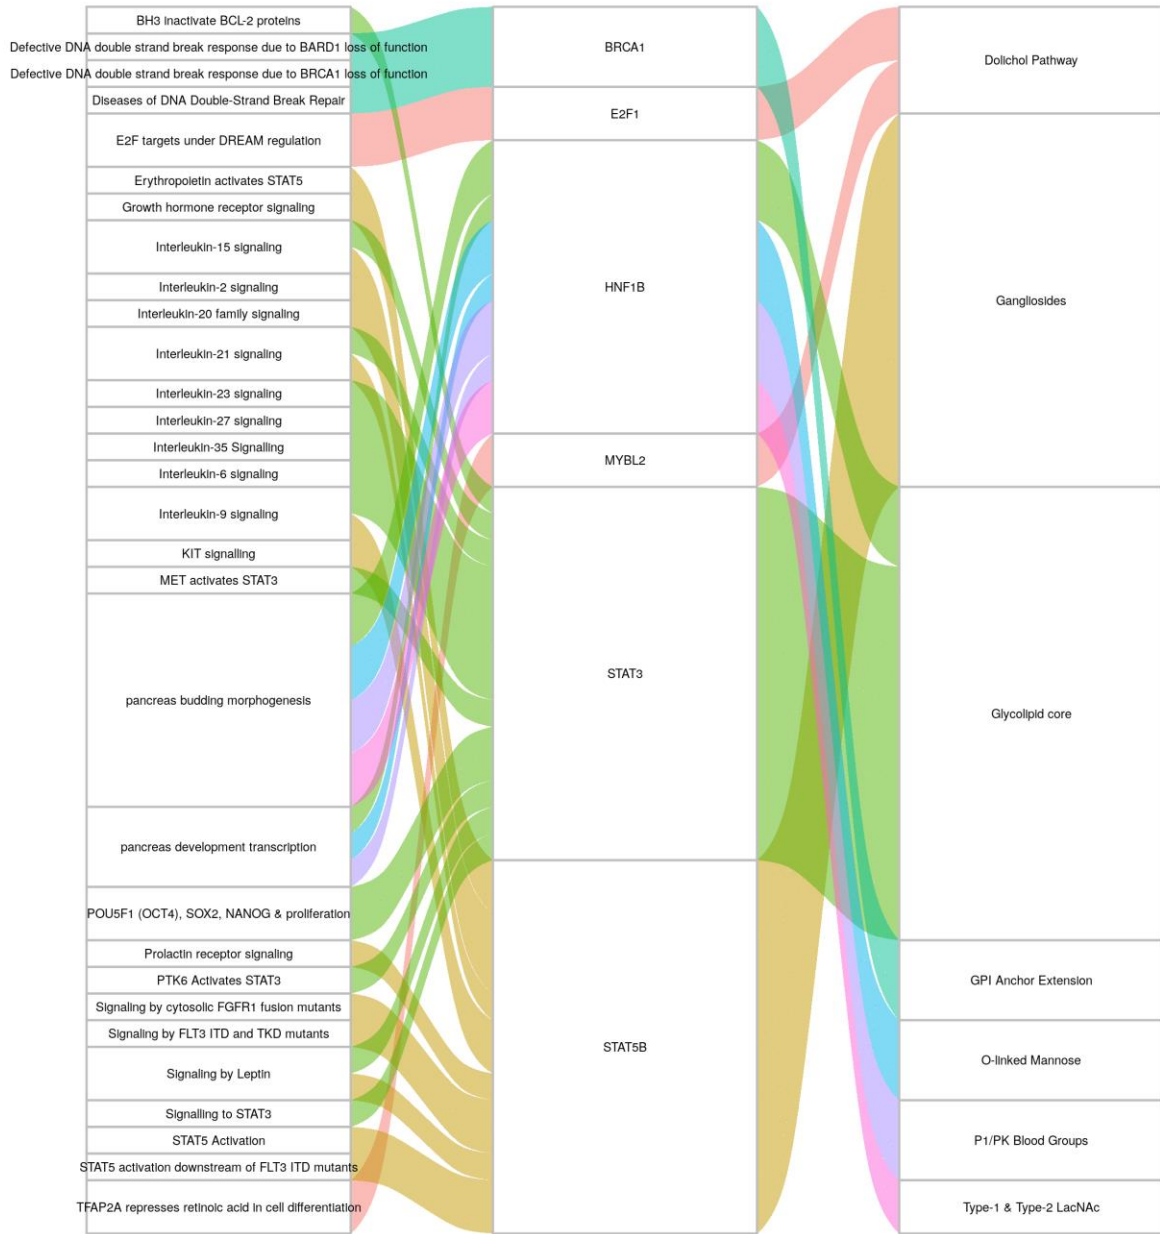 BH3 inactivate BCL-2 proteins
Defective DNA double strand break response due to BARD1 loss of function
Defective DNA double strand break response due to BRCA1 loss of function
Diseases of DNA Double-Strand Break Repair
E2F targets under DREAM regulation
Erythropoietin activates STAT5
Growth hormone receptor signaling
Interleukin-15 signaling
Interleukin-2 signaling
Interleukin-20 family signaling
Interleukin-21 signaling
Interleukin-23 signaling
Interleukin-27 signaling
Interleukin-35 Signalling
Interleukin-6 signaling
Interleukin-9 signaling
KIT signalling
MET activates STAT3
pancreas budding morphogenesis
pancreas development transcription
POU5F1 (OCT4), SOX2, NANOG & proliferation
Prolactin receptor signaling
PTK6 Activates STAT3
Signaling by cytosolic FGFR1 fusion mutants
Signaling by FLT3 ITD and TKD mutants
Signaling by Leptin
Signalling to STAT3
STAT5 Activation
STAT5 activation downstream of FLT3 ITD mutants
TFAP2A represses retinoic acid in cell differentiation
BRCA1
E2F1
HNF1B
MYBL2
STAT3
STAT5B
Dolichol Pathway
Gangliosides
Glycolipid core
GPI Anchor Extension
O-linked Mannose
P1/PK Blood Groups
Type-1 & Type-2 LacNAc